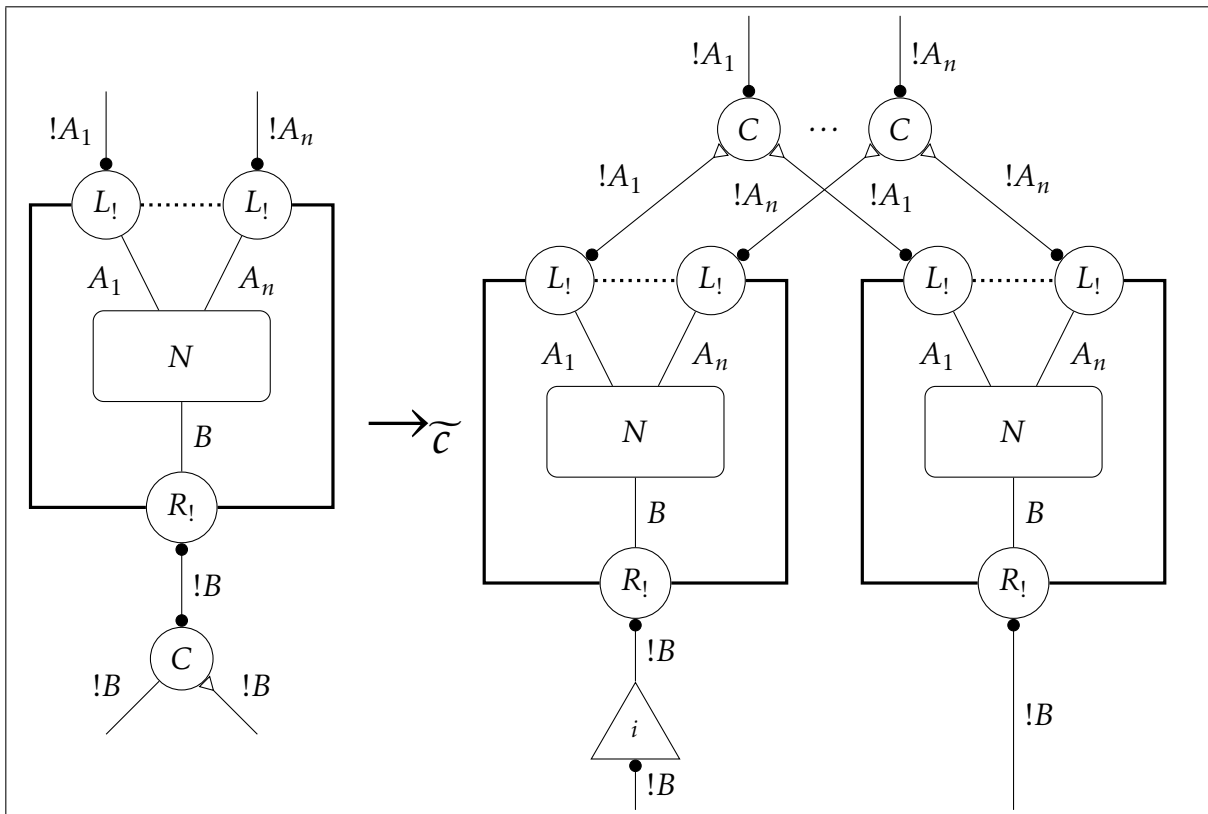 !A₁ !Aₙ
C ⋯ C
!A₁ !Aₙ
!A₁ !Aₙ !A₁ !Aₙ
L! L!
L! L! L! L!
A₁ Aₙ
A₁ Aₙ A₁ Aₙ
N
N N
B
→c̃
B B
R!
R! R!
!B
!B
C
!B !B
i
!B
!B